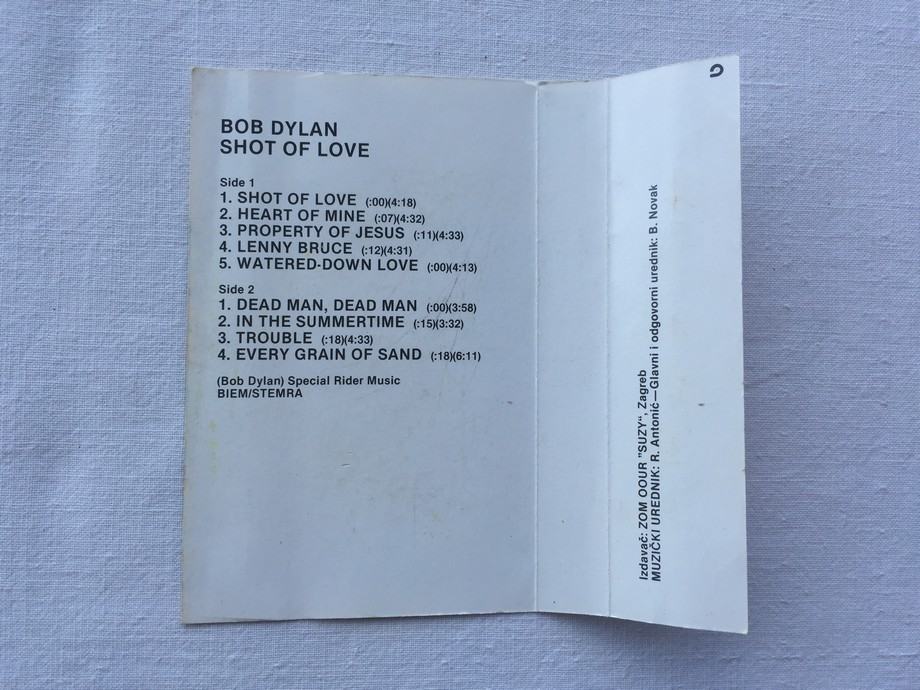 BOB DYLAN
SHOT OF LOVE
Side 1
1. SHOT OF LOVE (:00)(4:18)
2. HEART OF MINE (:07)(4:32)
3. PROPERTY OF JESUS (:11)(4:33)
4. LENNY BRUCE (:12)(4:31)
5. WATERED-DOWN LOVE (:00)(4:13)
Side 2
1. DEAD MAN, DEAD MAN (:00)(3:58)
2. IN THE SUMMERTIME (:15)(3:32)
3. TROUBLE (:18)(4:33)
4. EVERY GRAIN OF SAND (:18)(6:11)
(Bob Dylan) Special Rider Music
BIEM/STEMRA
Izdavač: ZOM OOUR "SUZY“, Zagreb
MUZIČKI UREDNIK: R. Antonić—Glavni i odgovorni urednik: B. Novak